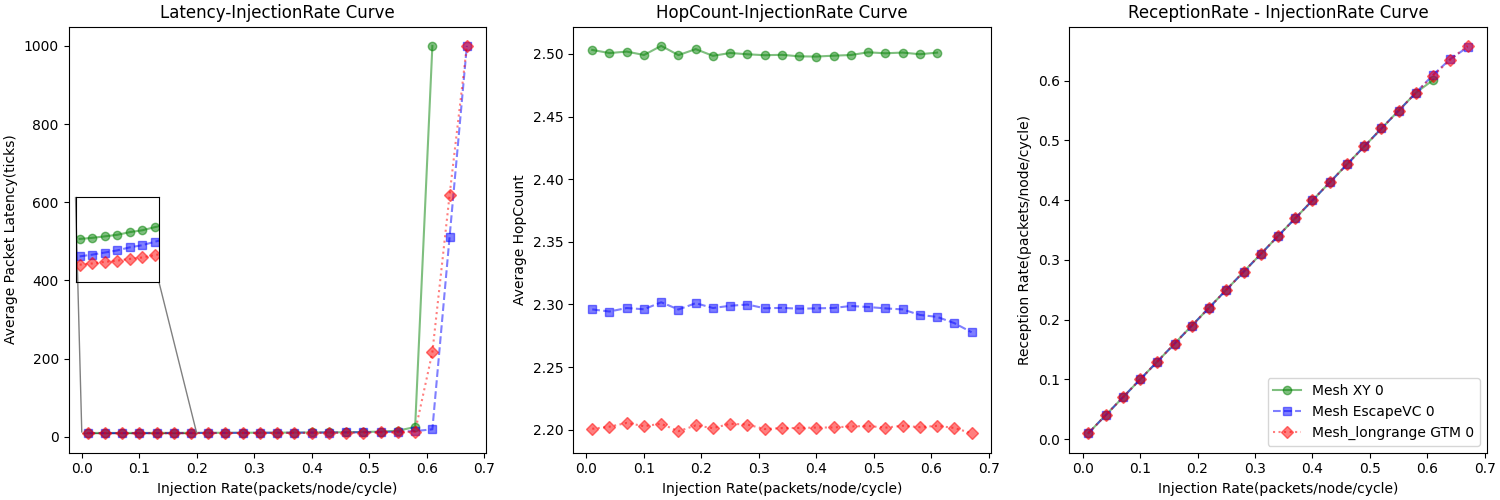 Latency-InjectionRate Curve
Average Packet Latency(ticks)
1000
800
600
400
200
0
0.0 0.1 0.2 0.3 0.4 0.5 0.6 0.7
Injection Rate(packets/node/cycle)
HopCount-InjectionRate Curve
Average HopCount
2.50
2.45
2.40
2.35
2.30
2.25
2.20
0.0 0.1 0.2 0.3 0.4 0.5 0.6 0.7
Injection Rate(packets/node/cycle)
ReceptionRate - InjectionRate Curve
Reception Rate(packets/node/cycle)
0.6
0.5
0.4
0.3
0.2
0.1
0.0
Mesh XY 0
Mesh EscapeVC 0
Mesh_longrange GTM 0
0.0 0.1 0.2 0.3 0.4 0.5 0.6 0.7
Injection Rate(packets/node/cycle)